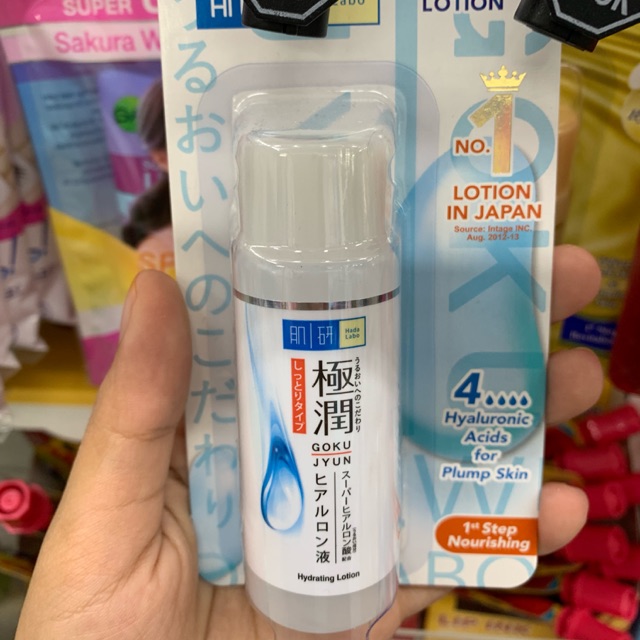 SUPER
Sakura W
LOTION
Hada
Labo
うるおいへのこだわり
NO. 1
LOTION
IN JAPAN
Source: Intage INC.
Aug. 2012-13
肌研
Hada
Labo
うるおいへのこだわり
極潤
しっとりタイプ
GOKU
JYUN
ヒアルロン液
スーパーヒアルロン酸
配合
Hydrating Lotion
4
Hyaluronic
Acids
for
Plump Skin
1st Step
Nourishing